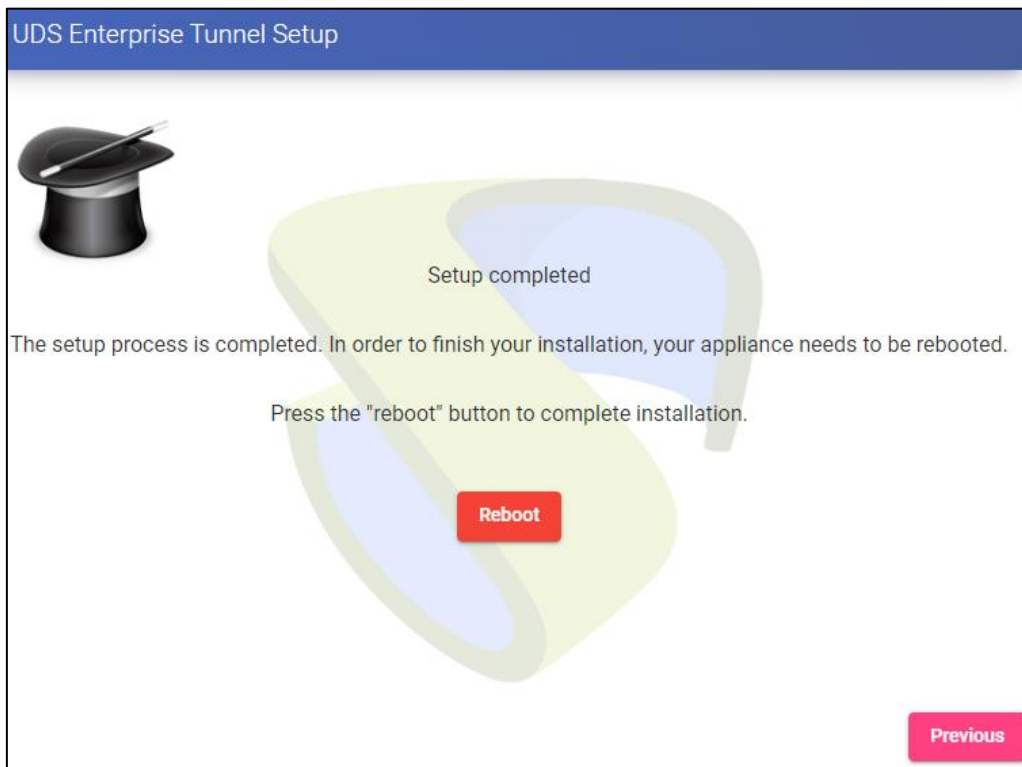 UDS Enterprise Tunnel Setup
Setup completed
The setup process is completed. In order to finish your installation, your appliance needs to be rebooted.
Press the "reboot" button to complete installation.
Reboot
Previous